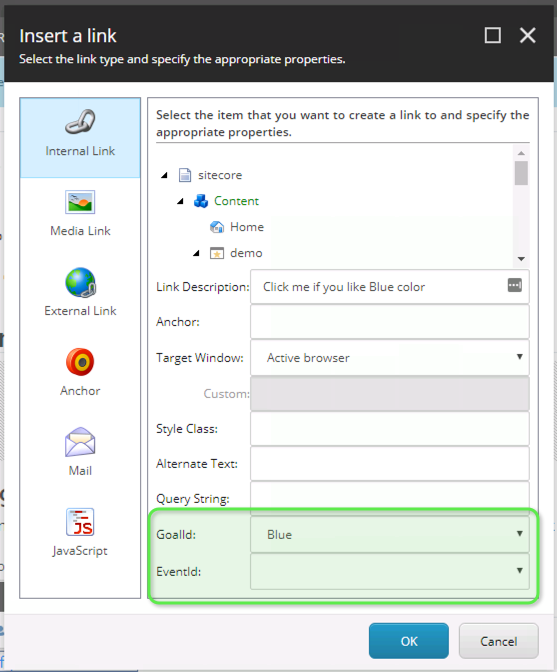 Insert a link
Select the link type and specify the appropriate properties.
Internal Link
Media Link
External Link
Anchor
Mail
JS
JavaScript
Select the item that you want to create a link to and specify the
appropriate properties.
sitecore
Content
Home
demo
Link Description: Click me if you like Blue color
Anchor:
Target Window: Active browser
Custom:
Style Class:
Alternate Text:
Query String:
GoalId: Blue
EventId:
OK Cancel